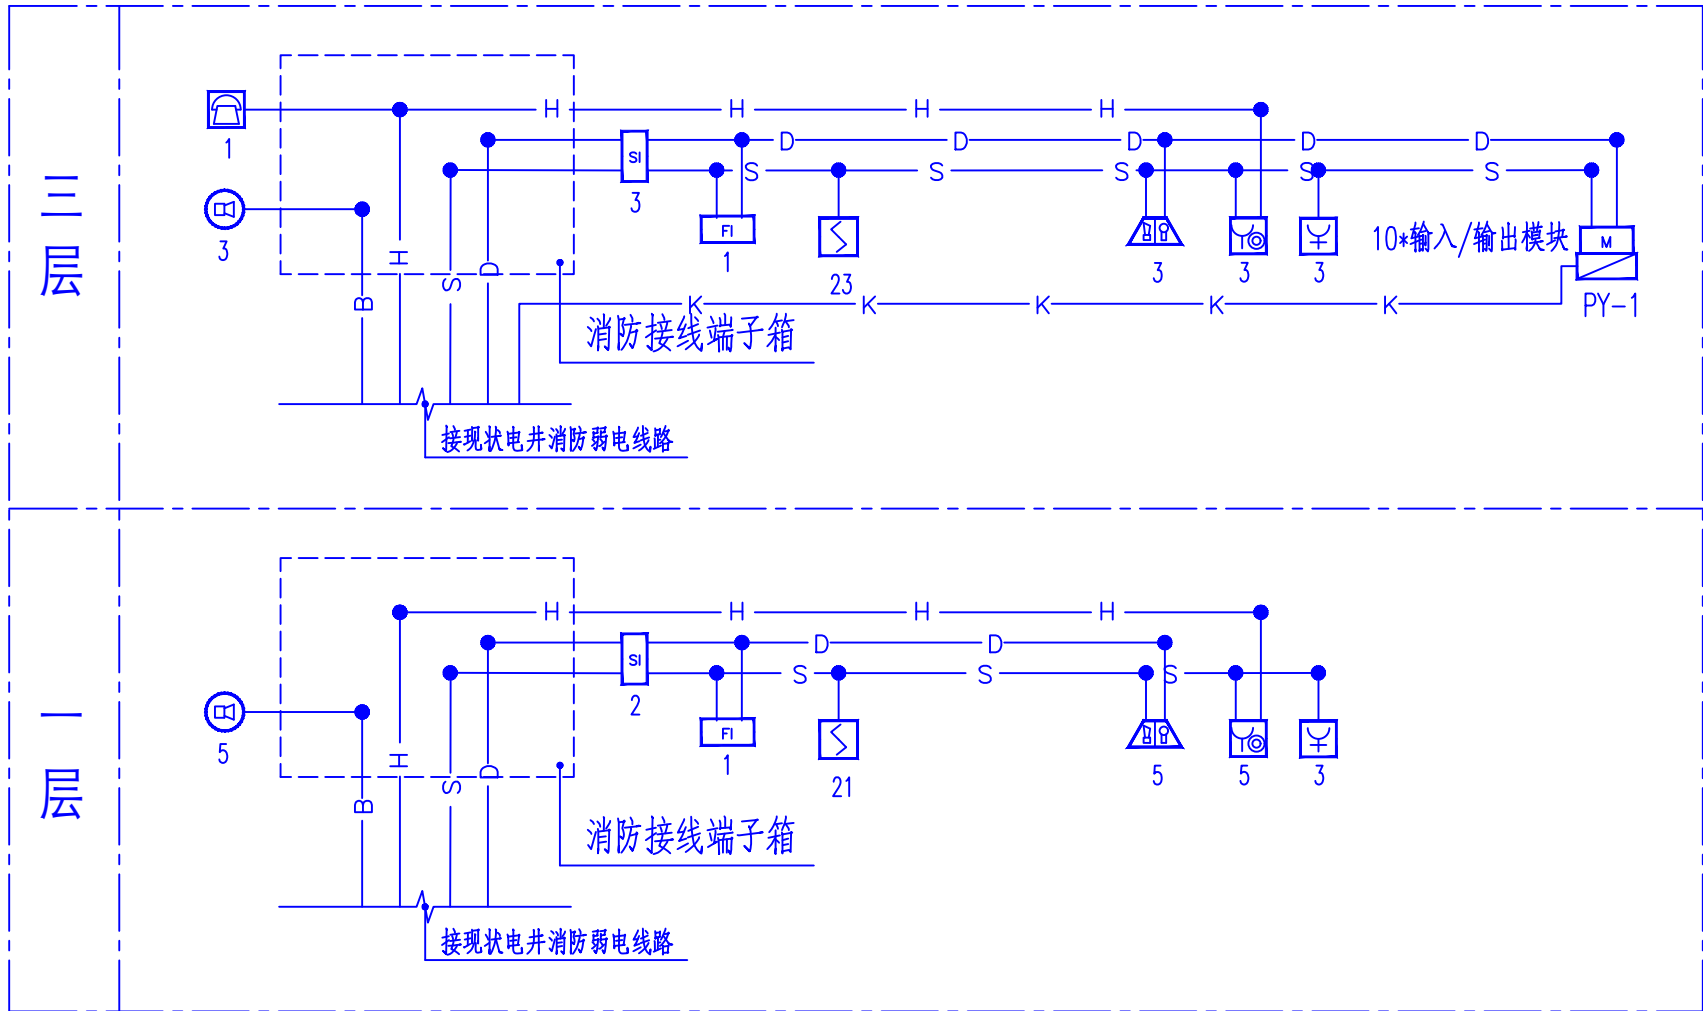 三层
H H H H
1
SI
D D D D D
S S S S S
3
3
FI
1
23
3
3
3
10*输入/输出模块
M
PY-1
H
S
D
B
K K K K K
消防接线端子箱
接现状电井消防弱电线路
一层
H H H H
SI
D D
S S S
2
5
FI
1
21
5
5
3
H
S
D
B
消防接线端子箱
接现状电井消防弱电线路